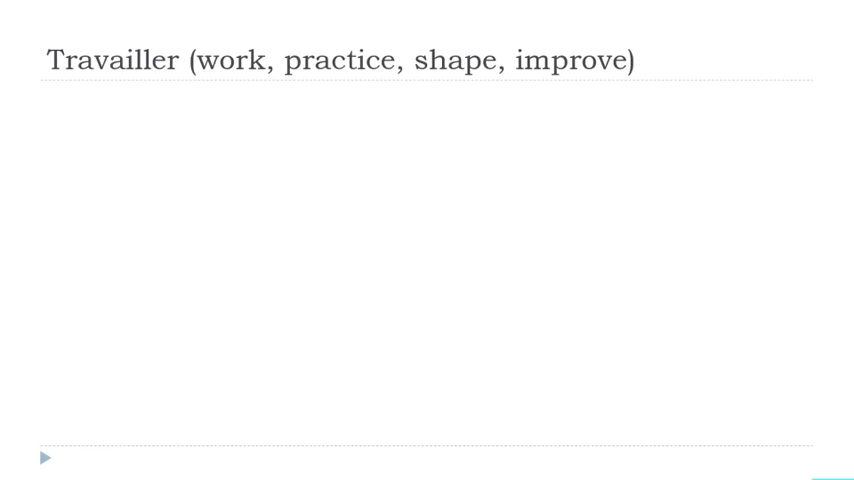 Travailler (work, practice, shape, improve)